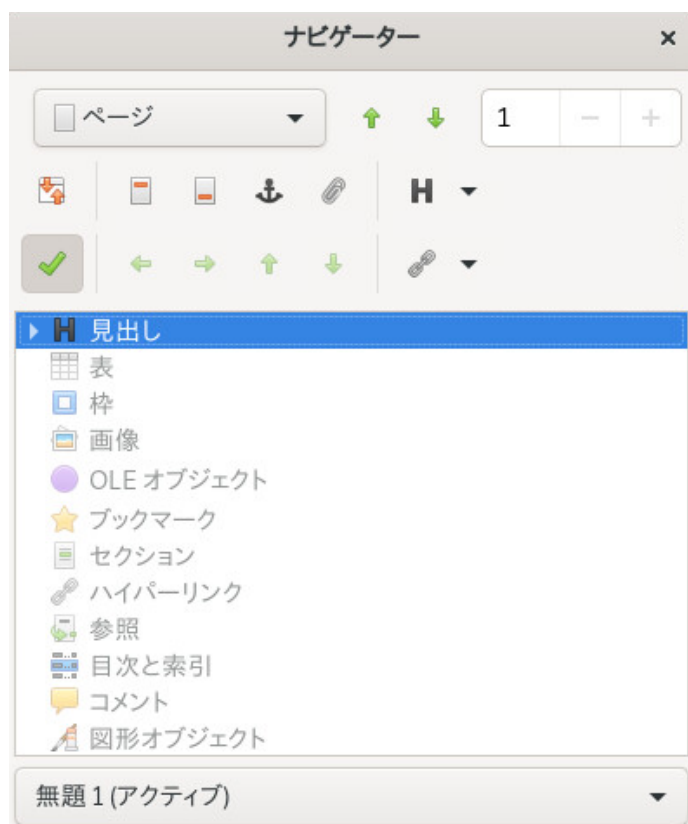 ナビゲーター
ページ
1
見出し
表
枠
画像
OLE オブジェクト
ブックマーク
セクション
ハイパーリンク
参照
目次と索引
コメント
図形オブジェクト
無題 1 (アクティブ)